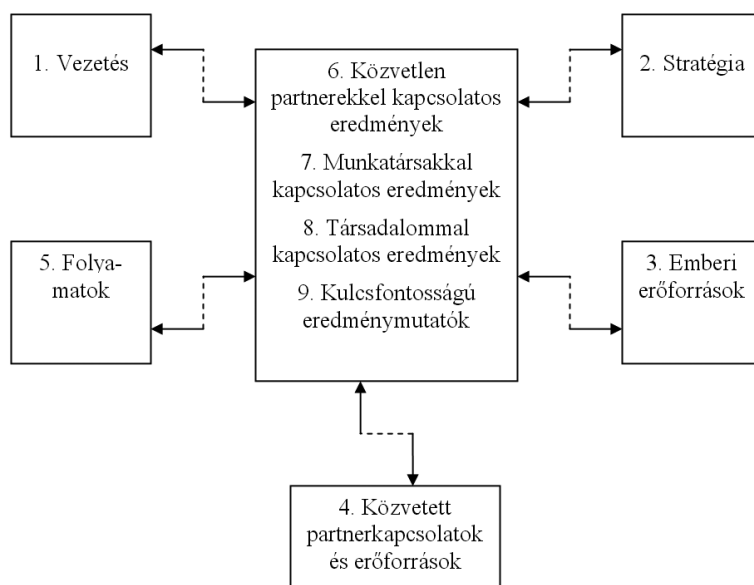 1. Vezetés
2. Stratégia
6. Közvetlen
partnerekkel kapcsolatos
eredmények
7. Munkatársakkal
kapcsolatos eredmények
8. Társadalommal
kapcsolatos eredmények
9. Kulcsfontosságú
eredménymutatók
5. Folya-
matok
3. Emberi
erőforrások
4. Közvetett
partnerkapcsolatok
és erőforrások